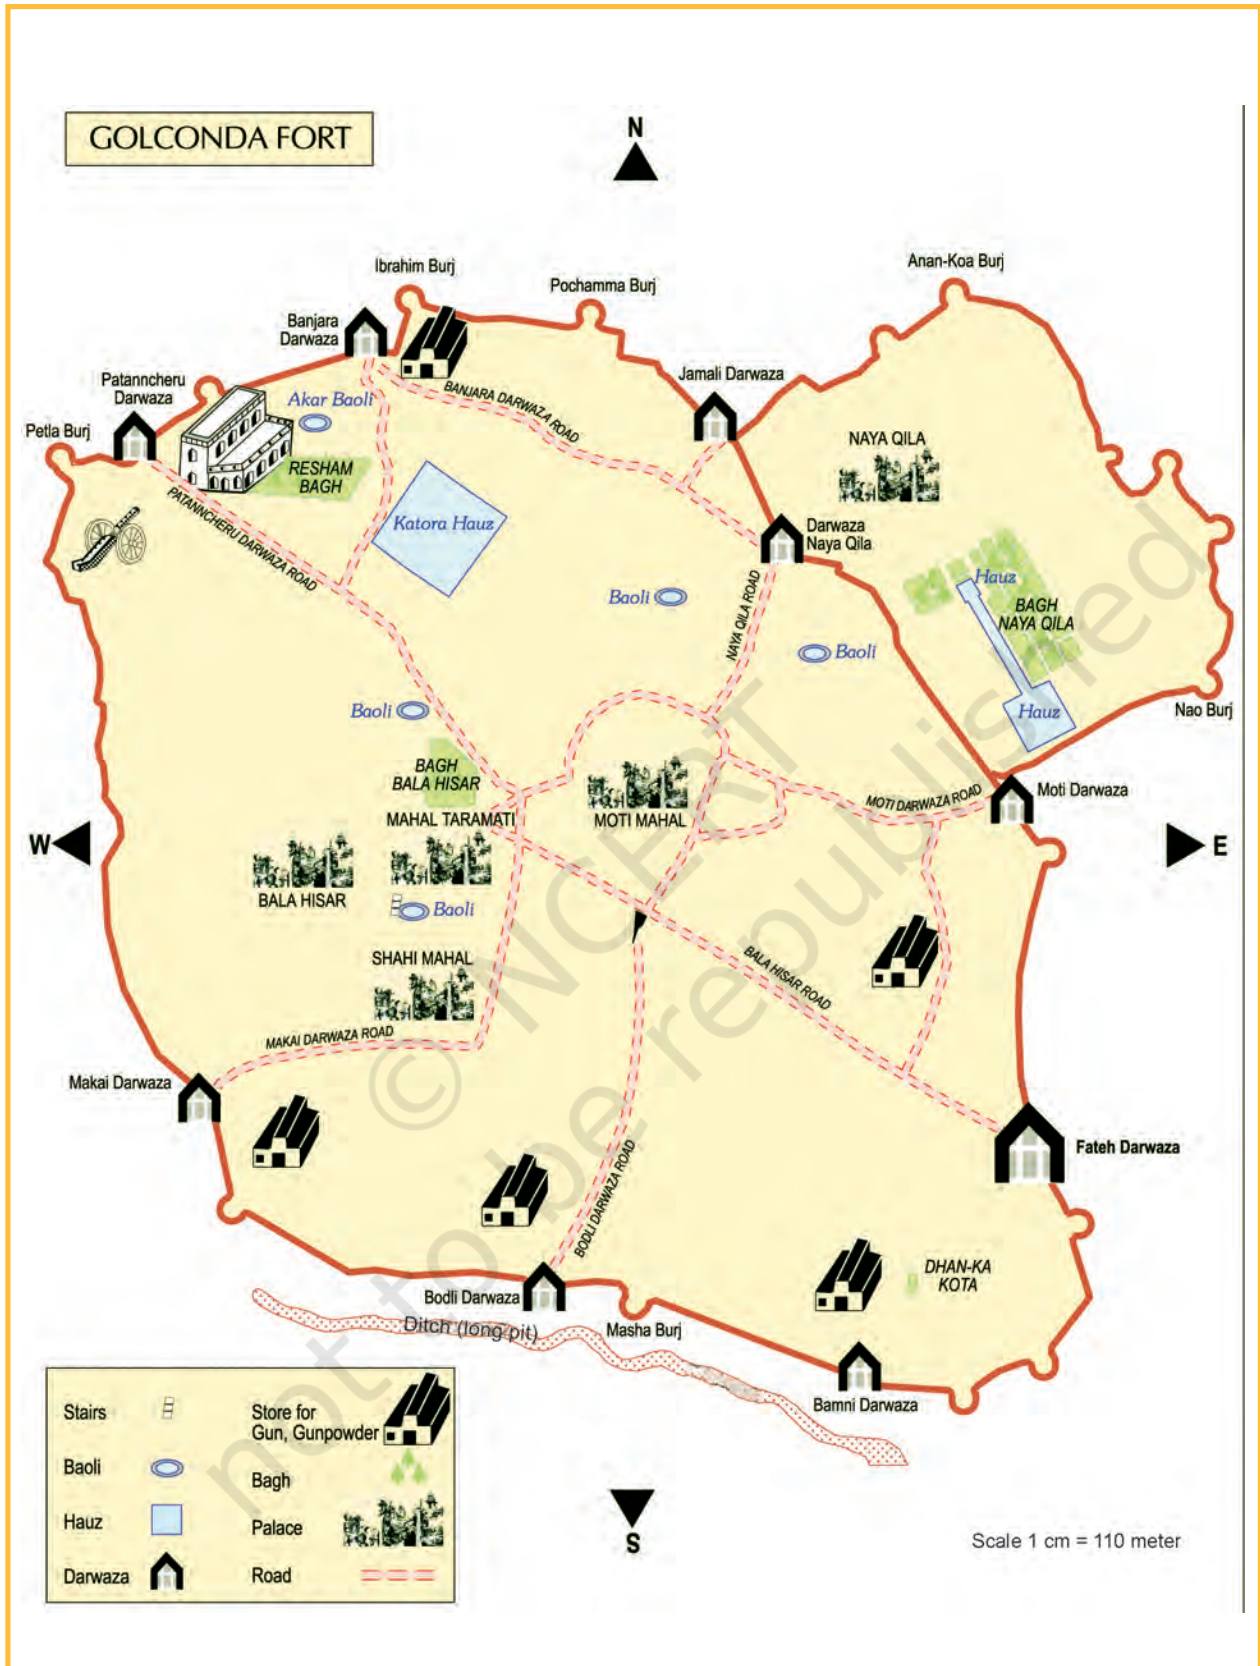 GOLCONDA FORT
N
Ibrahim Burj
Pochamma Burj
Anan-Koa Burj
Banjara
Darwaza
Patanncheru
Darwaza
Jamali Darwaza
Petla Burj
Akar Baoli
BANJARA DARWAZA ROAD
NAYA QILA
RESHAM
BAGH
PATANNCHERU DARWAZA ROAD
Katora Hauz
Darwaza
Naya Qila
Baoli
NAYA QILA ROAD
Hauz
BAGH
NAYA QILA
Baoli
Baoli
Hauz
Nao Burj
BAGH
BALA HISAR
MAHAL TARAMATI
MOTI MAHAL
MOTI DARWAZA ROAD
Moti Darwaza
W
E
BALA HISAR
Baoli
SHAHI MAHAL
BALA HISAR ROAD
MAKAI DARWAZA ROAD
Makai Darwaza
Fateh Darwaza
BODLI DARWAZA ROAD
DHAN-KA
KOTA
Bodli Darwaza
Ditch (long pit)
Masha Burj
Bamni Darwaza
Stairs
Store for
Gun, Gunpowder
Baoli
Bagh
Hauz
Palace
Darwaza
Road
S
Scale 1 cm = 110 meter
© NCERT
not to be republished